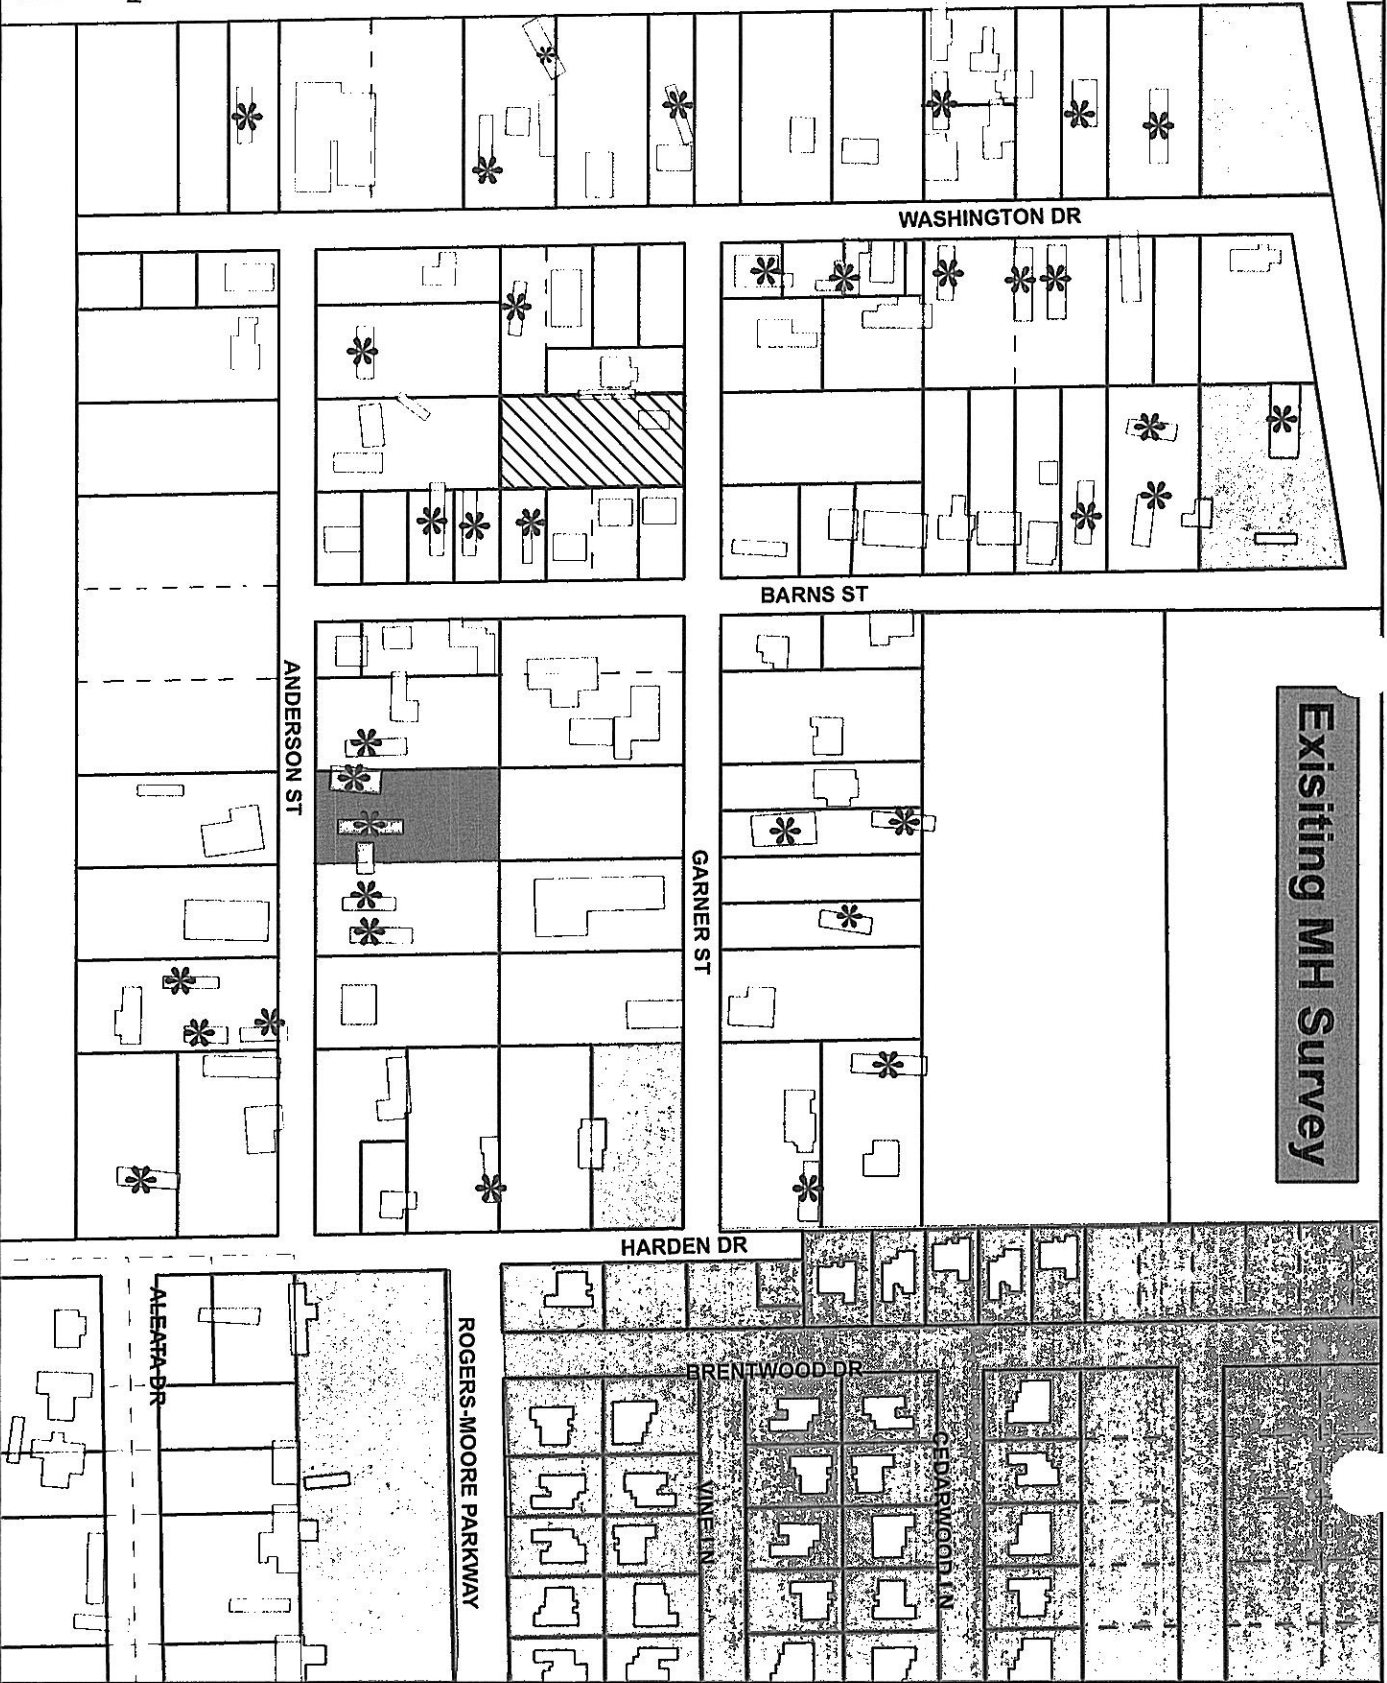 WASHINGTON DR
BARNS ST
Exisiting MH Survey
ANDERSON ST
GARNER ST
HARDEN DR
ALEATA DR
ROGERS-MOORE PARKWAY
BRENTWOOD DR
VINE LN
CEDARWOOD LN